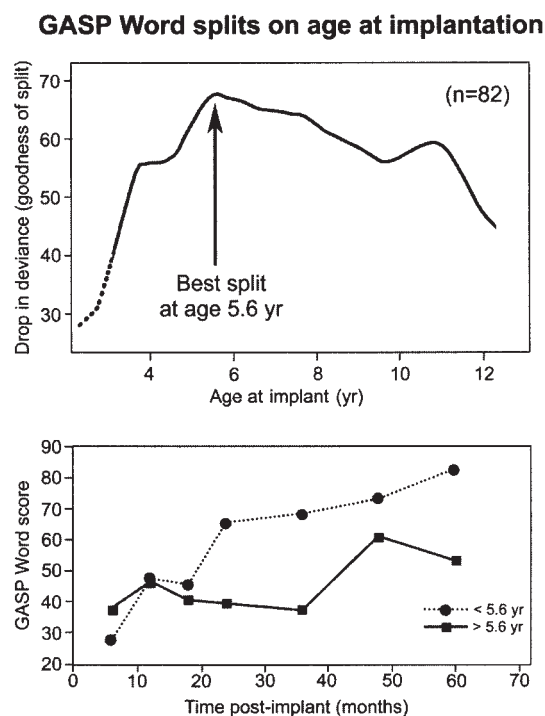 GASP Word splits on age at implantation
Drop in deviance (goodness of split)
70
60
50
40
30
(n=82)
Best split
at age 5.6 yr
4 6 8 10 12
Age at implant (yr)
GASP Word score
90
80
70
60
50
40
30
20
< 5.6 yr
> 5.6 yr
0 10 20 30 40 50 60 70
Time post-implant (months)